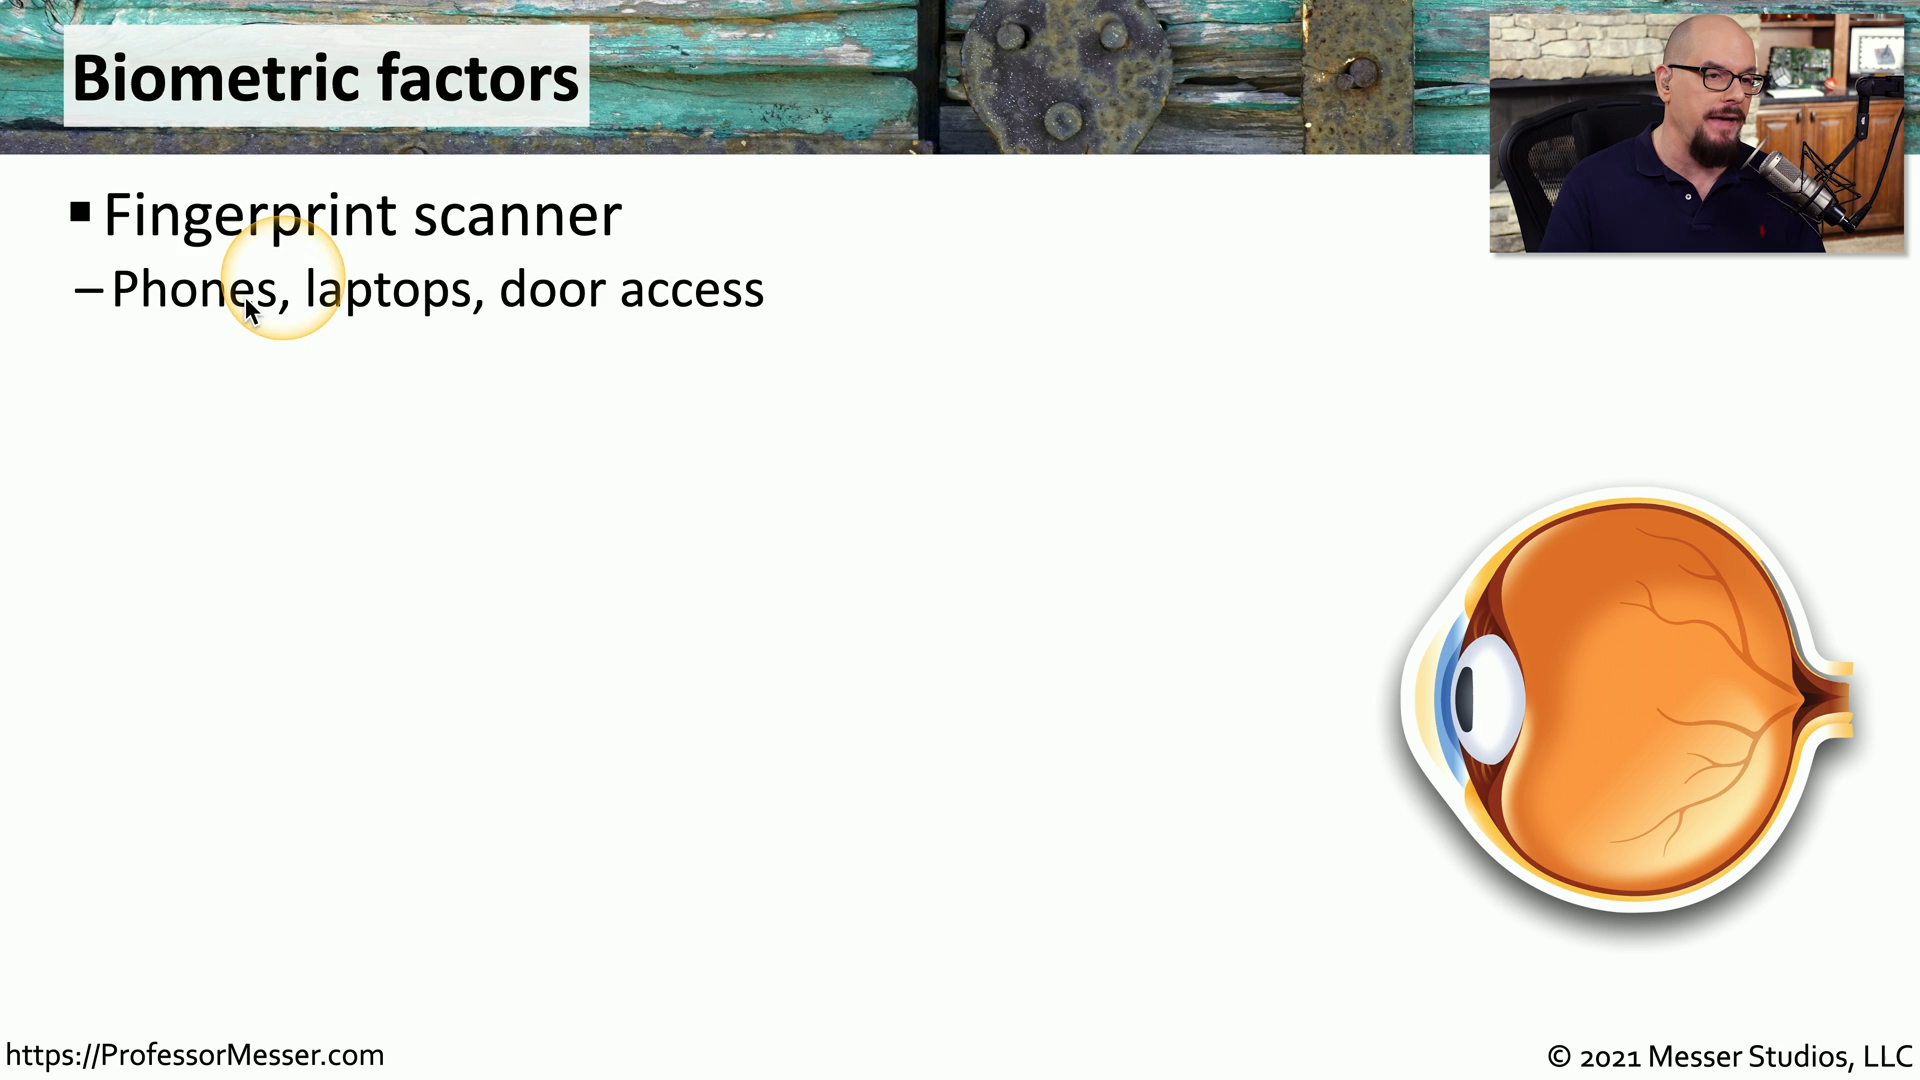 Biometric factors
▪ Fingerprint scanner
– Phones, laptops, door access
https://ProfessorMesser.com
© 2021 Messer Studios, LLC